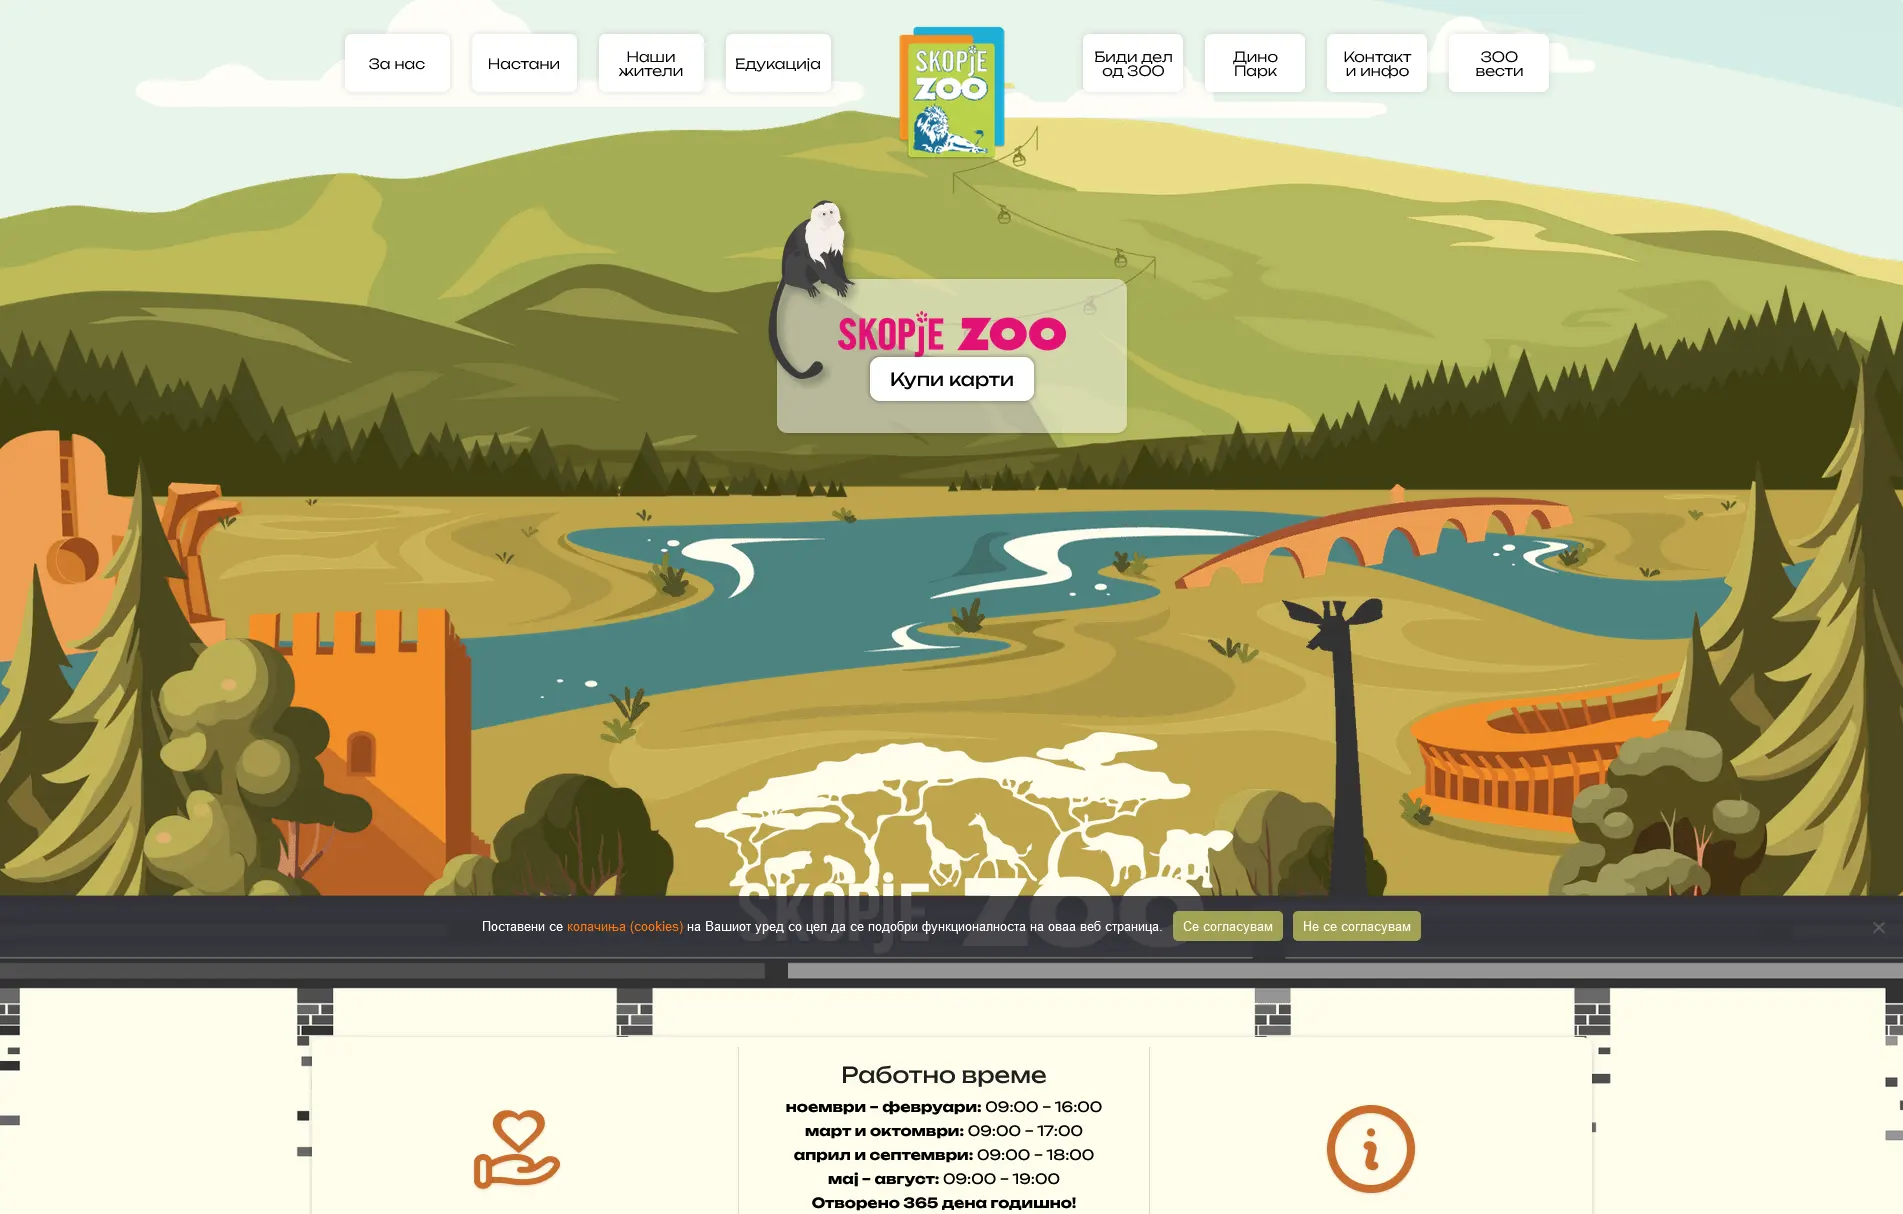 За нас
Настани
Наши
жители
Едукација
SKOPJE
ZOO
Биди дел
од ЗОО
Дино
Парк
Контакт
и инфо
ЗОО
вести
SKOPJE ZOO
Купи карти
SKOPJE ZOO
Поставени се колачиња (cookies) на Вашиот уред со цел да се подобри функционалноста на оваа веб страница.
Се согласувам
Не се согласувам
Работно време
ноември – февруари: 09:00 – 16:00
март и октомври: 09:00 – 17:00
април и септември: 09:00 – 18:00
мај – август: 09:00 – 19:00
Отворено 365 дена годишно!